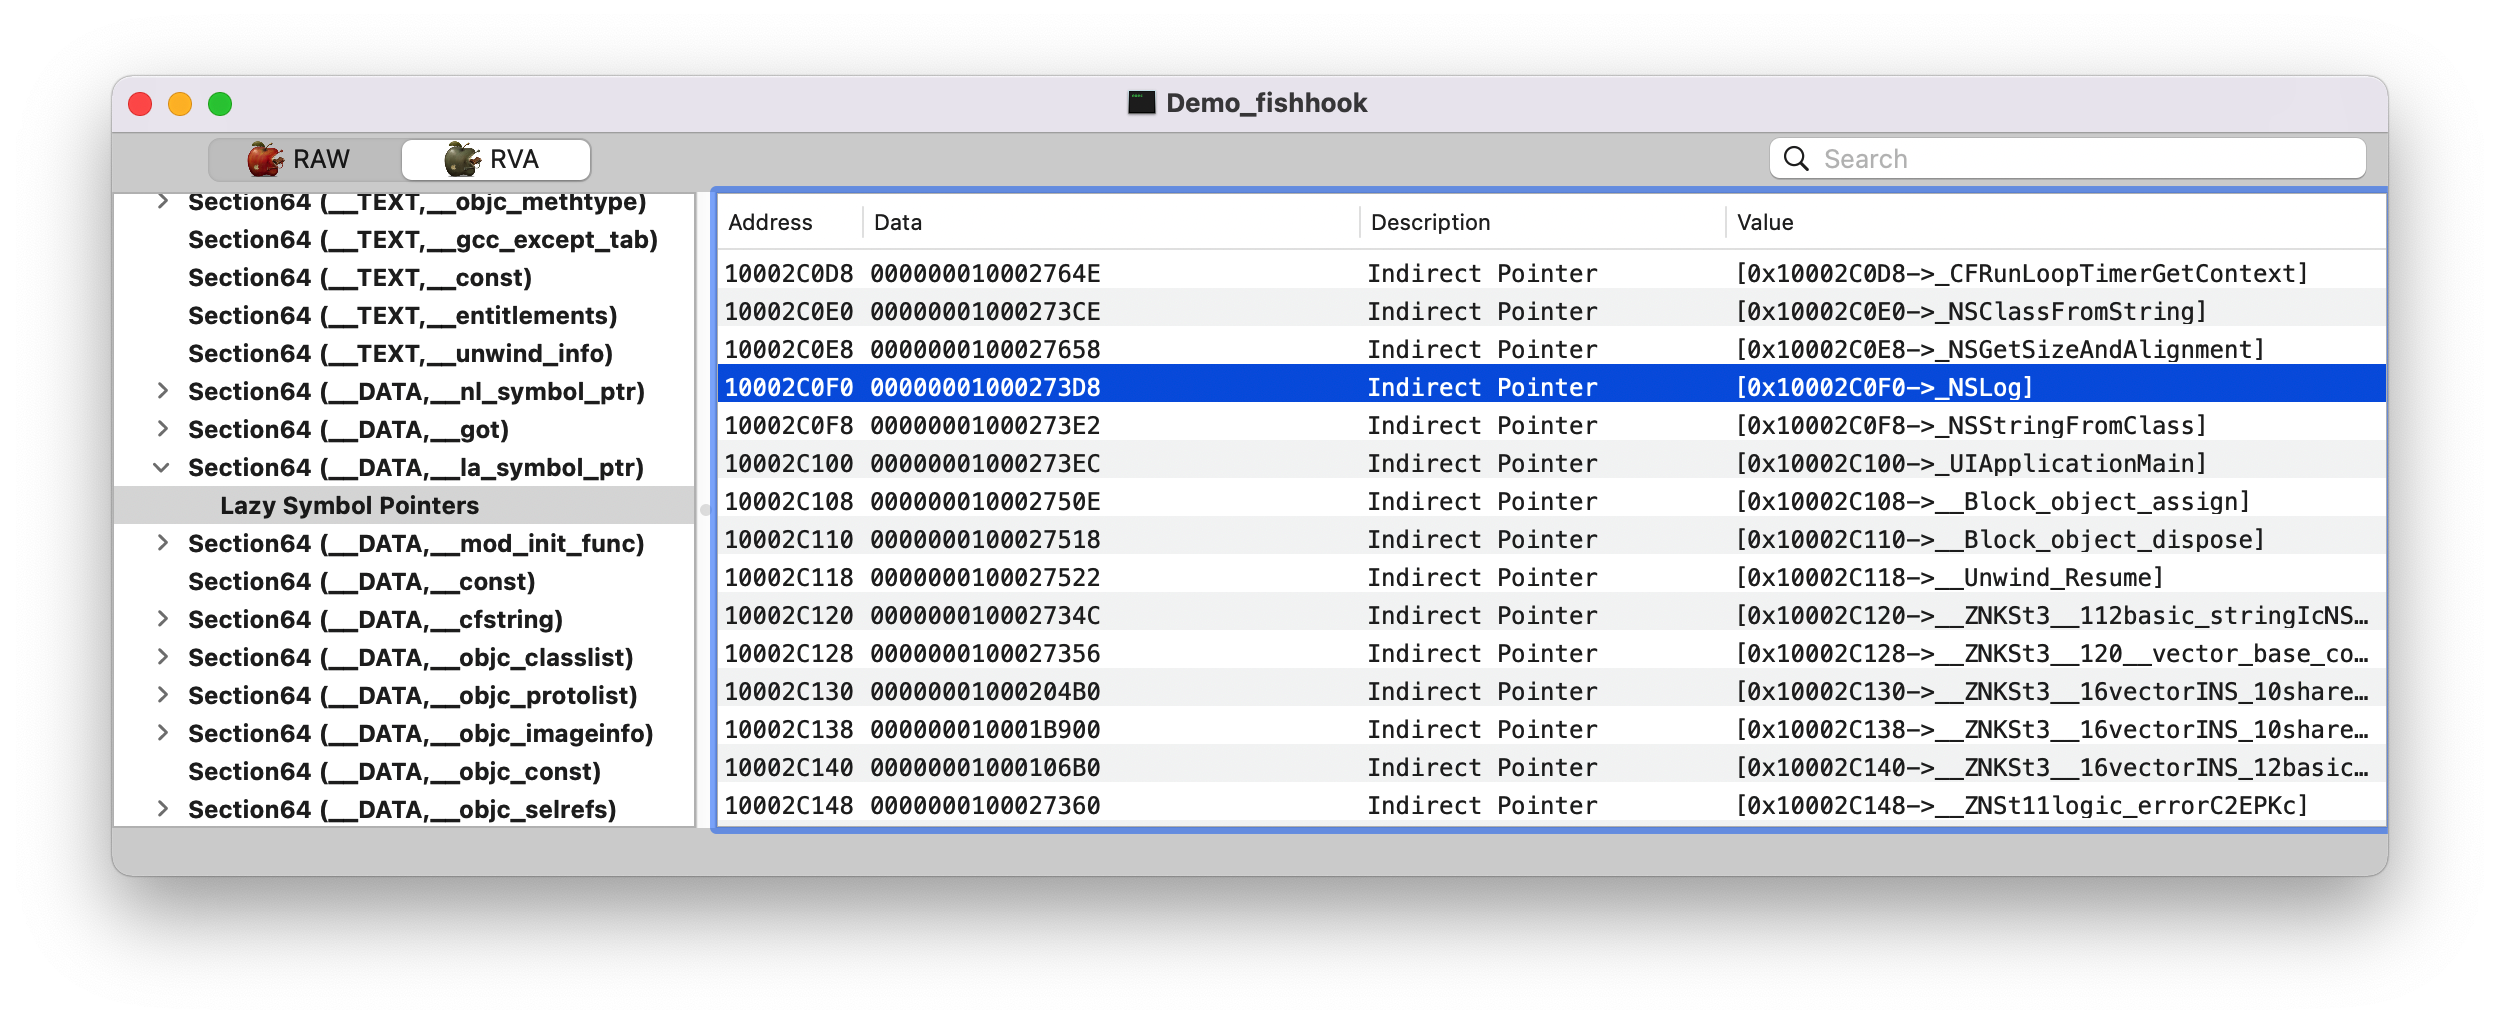 Demo_fishhook
RAW RVA Search
Section64 (__TEXT,__objc_methtype)
Section64 (__TEXT,__gcc_except_tab)
Section64 (__TEXT,__const)
Section64 (__TEXT,__entitlements)
Section64 (__TEXT,__unwind_info)
Section64 (__DATA,__nl_symbol_ptr)
Section64 (__DATA,__got)
Section64 (__DATA,__la_symbol_ptr)
Lazy Symbol Pointers
Section64 (__DATA,__mod_init_func)
Section64 (__DATA,__const)
Section64 (__DATA,__cfstring)
Section64 (__DATA,__objc_classlist)
Section64 (__DATA,__objc_protolist)
Section64 (__DATA,__objc_imageinfo)
Section64 (__DATA,__objc_const)
Section64 (__DATA,__objc_selrefs)
Address Data Description Value
10002C0D8 000000010002764E Indirect Pointer [0x10002C0D8->_CFRunLoopTimerGetContext]
10002C0E0 00000001000273CE Indirect Pointer [0x10002C0E0->_NSClassFromString]
10002C0E8 0000000100027658 Indirect Pointer [0x10002C0E8->_NSGetSizeAndAlignment]
10002C0F0 00000001000273D8 Indirect Pointer [0x10002C0F0->_NSLog]
10002C0F8 00000001000273E2 Indirect Pointer [0x10002C0F8->_NSStringFromClass]
10002C100 00000001000273EC Indirect Pointer [0x10002C100->_UIApplicationMain]
10002C108 000000010002750E Indirect Pointer [0x10002C108->__Block_object_assign]
10002C110 0000000100027518 Indirect Pointer [0x10002C110->__Block_object_dispose]
10002C118 0000000100027522 Indirect Pointer [0x10002C118->__Unwind_Resume]
10002C120 000000010002734C Indirect Pointer [0x10002C120->__ZNKSt3__112basic_stringIcNS…
10002C128 0000000100027356 Indirect Pointer [0x10002C128->__ZNKSt3__120__vector_base_co…
10002C130 00000001000204B0 Indirect Pointer [0x10002C130->__ZNKSt3__16vectorINS_10share…
10002C138 000000010001B900 Indirect Pointer [0x10002C138->__ZNKSt3__16vectorINS_10share…
10002C140 00000001000106B0 Indirect Pointer [0x10002C140->__ZNKSt3__16vectorINS_12basic…
10002C148 0000000100027360 Indirect Pointer [0x10002C148->__ZNSt11logic_errorC2EPKc]